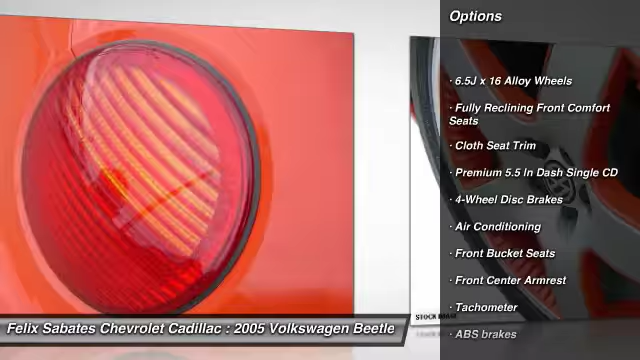 Options
· 6.5J x 16 Alloy Wheels
· Fully Reclining Front Comfort
Seats
· Cloth Seat Trim
· Premium 5.5 In Dash Single CD
· 4-Wheel Disc Brakes
· Air Conditioning
· Front Bucket Seats
· Front Center Armrest
· Tachometer
· ABS brakes
STOCK
Felix Sabates Chevrolet Cadillac : 2005 Volkswagen Beetle